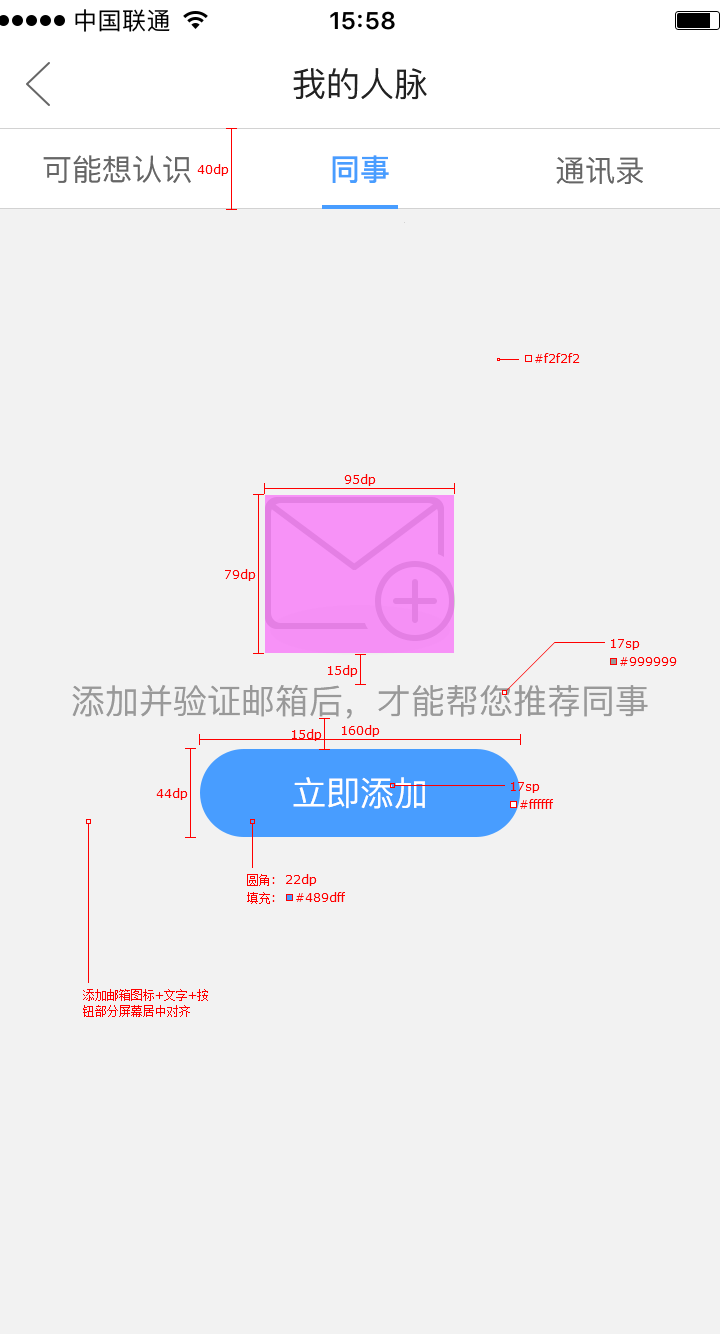 中国联通 15:58
我的人脉
可能想认识 40dp 同事 通讯录
#f2f2f2
95dp
79dp
17sp
#999999
15dp
添加并验证邮箱后，才能帮您推荐同事
15dp 160dp
44dp 立即添加 17sp
#ffffff
圆角： 22dp
填充： #489dff
添加邮箱图标+文字+按
钮部分屏幕居中对齐